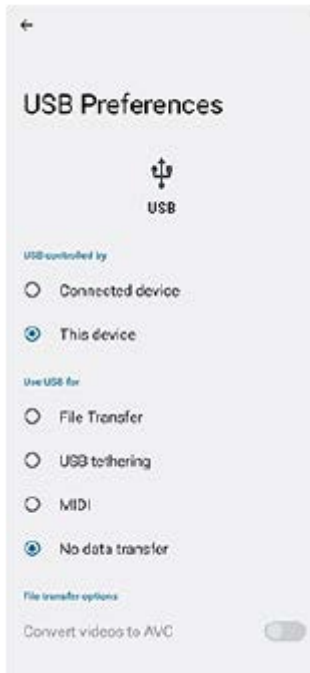 USB Preferences
USB
USB controlled by
Connected device
This device
Use USB for
File Transfer
USB tethering
MIDI
No data transfer
File transfer options
Convert videos to AVC